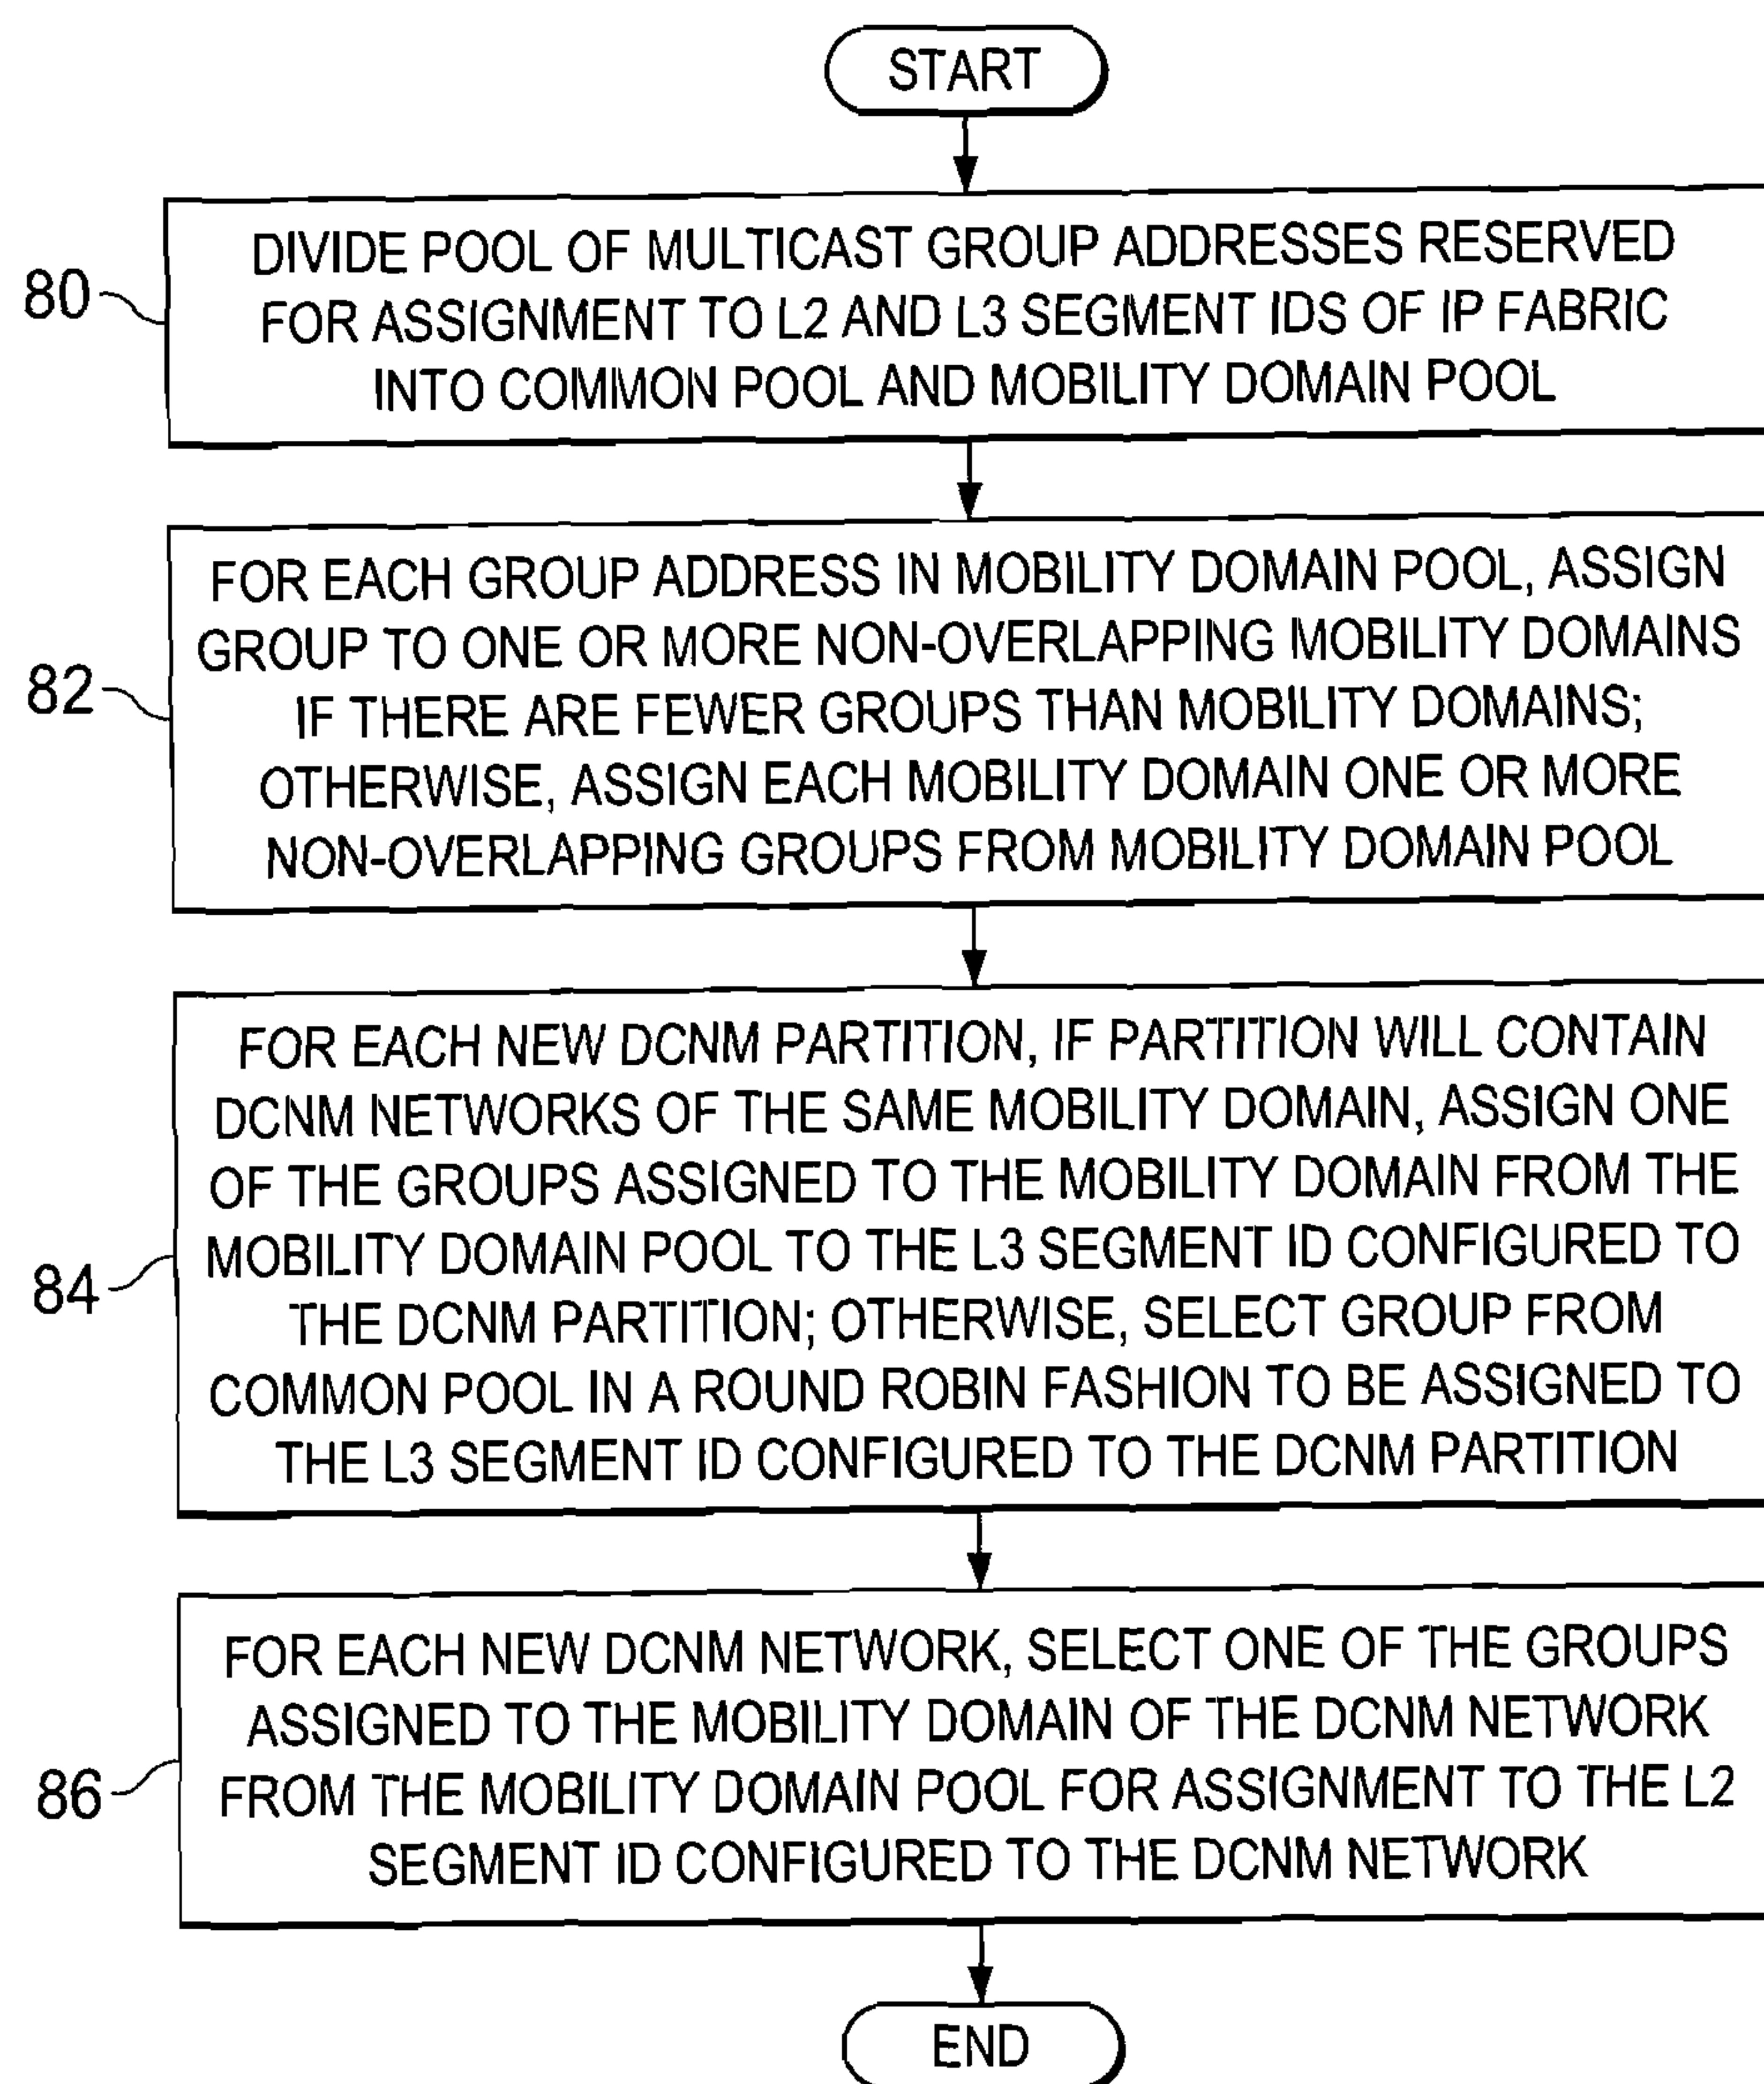 START
80
DIVIDE POOL OF MULTICAST GROUP ADDRESSES RESERVED
FOR ASSIGNMENT TO L2 AND L3 SEGMENT IDS OF IP FABRIC
INTO COMMON POOL AND MOBILITY DOMAIN POOL
82
FOR EACH GROUP ADDRESS IN MOBILITY DOMAIN POOL, ASSIGN
GROUP TO ONE OR MORE NON-OVERLAPPING MOBILITY DOMAINS
IF THERE ARE FEWER GROUPS THAN MOBILITY DOMAINS;
OTHERWISE, ASSIGN EACH MOBILITY DOMAIN ONE OR MORE
NON-OVERLAPPING GROUPS FROM MOBILITY DOMAIN POOL
84
FOR EACH NEW DCNM PARTITION, IF PARTITION WILL CONTAIN
DCNM NETWORKS OF THE SAME MOBILITY DOMAIN, ASSIGN ONE
OF THE GROUPS ASSIGNED TO THE MOBILITY DOMAIN FROM THE
MOBILITY DOMAIN POOL TO THE L3 SEGMENT ID CONFIGURED TO
THE DCNM PARTITION; OTHERWISE, SELECT GROUP FROM
COMMON POOL IN A ROUND ROBIN FASHION TO BE ASSIGNED TO
THE L3 SEGMENT ID CONFIGURED TO THE DCNM PARTITION
86
FOR EACH NEW DCNM NETWORK, SELECT ONE OF THE GROUPS
ASSIGNED TO THE MOBILITY DOMAIN OF THE DCNM NETWORK
FROM THE MOBILITY DOMAIN POOL FOR ASSIGNMENT TO THE L2
SEGMENT ID CONFIGURED TO THE DCNM NETWORK
END